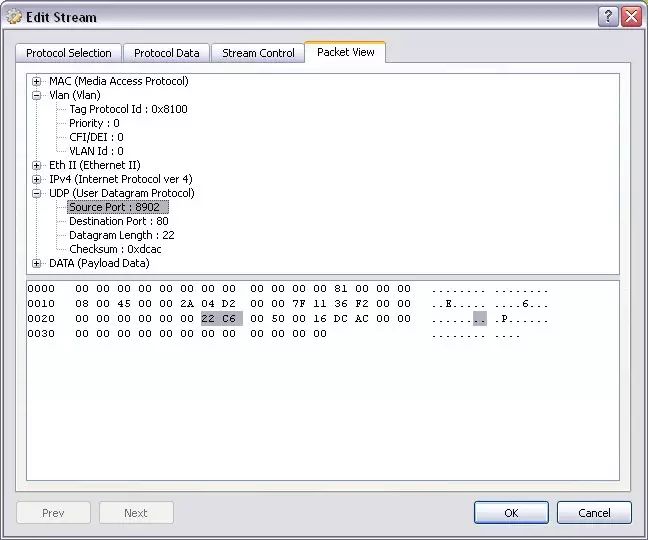 Edit Stream
Protocol Selection Protocol Data Stream Control Packet View
MAC (Media Access Protocol)
Vlan (Vlan)
Tag Protocol Id : 0x8100
Priority : 0
CFI/DEI : 0
VLAN Id : 0
Eth II (Ethernet II)
IPv4 (Internet Protocol ver 4)
UDP (User Datagram Protocol)
Source Port : 8902
Destination Port : 80
Datagram Length : 22
Checksum : 0xdcac
DATA (Payload Data)
0000 00 00 00 00 00 00 00 00 00 00 00 00 81 00 00 00 ........ ........
0010 08 00 45 00 00 2A 04 D2 00 00 7F 11 36 F2 00 00 ..E..... ....6...
0020 00 00 00 00 00 00 22 C6 00 50 00 16 DC AC 00 00 ........ .P......
0030 00 00 00 00 00 00 00 00 00 00 00 00 ........ ....
Prev Next OK Cancel